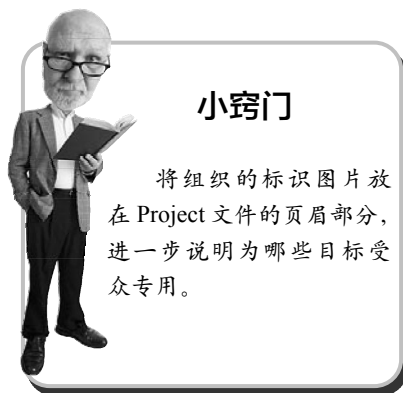 小窍门
将组织的标识图片放
在 Project 文件的页眉部分，
进一步说明为哪些目标受
众专用。